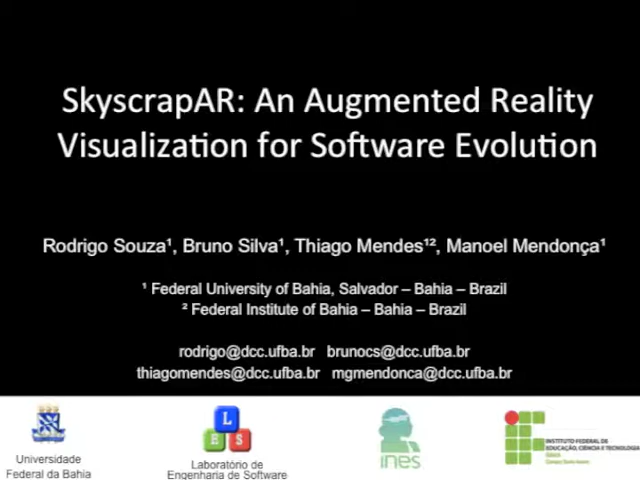 SkyscrapAR: An Augmented Reality
Visualization for Software Evolution
Rodrigo Souza¹, Bruno Silva¹, Thiago Mendes¹², Manoel Mendonça¹
¹ Federal University of Bahia, Salvador – Bahia – Brazil
² Federal Institute of Bahia – Bahia – Brazil
rodrigo@dcc.ufba.br brunocs@dcc.ufba.br
thiagomendes@dcc.ufba.br mgmendonca@dcc.ufba.br
Universidade
Federal da Bahia
L
E S
Laboratório de
Engenharia de Software
ines
INSTITUTO FEDERAL DE
EDUCAÇÃO, CIÊNCIA E TECNOLOGIA
BAHIA